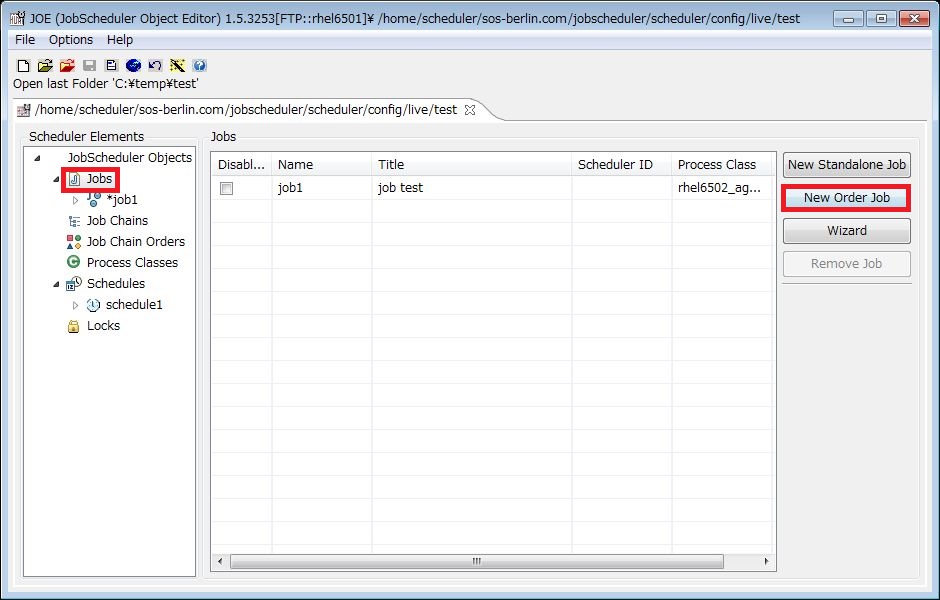 JOE (JobScheduler Object Editor) 1.5.3253[FTP::rhel6501]¥ /home/scheduler/sos-berlin.com/jobscheduler/scheduler/config/live/test
File Options Help
Open last Folder 'C:¥temp¥test'
/home/scheduler/sos-berlin.com/jobscheduler/scheduler/config/live/test
Scheduler Elements
JobScheduler Objects
Jobs
*job1
Job Chains
Job Chain Orders
Process Classes
Schedules
schedule1
Locks
Jobs
Disabl... Name Title Scheduler ID Process Class
job1 job test rhel6502_ag...
New Standalone Job
New Order Job
Wizard
Remove Job